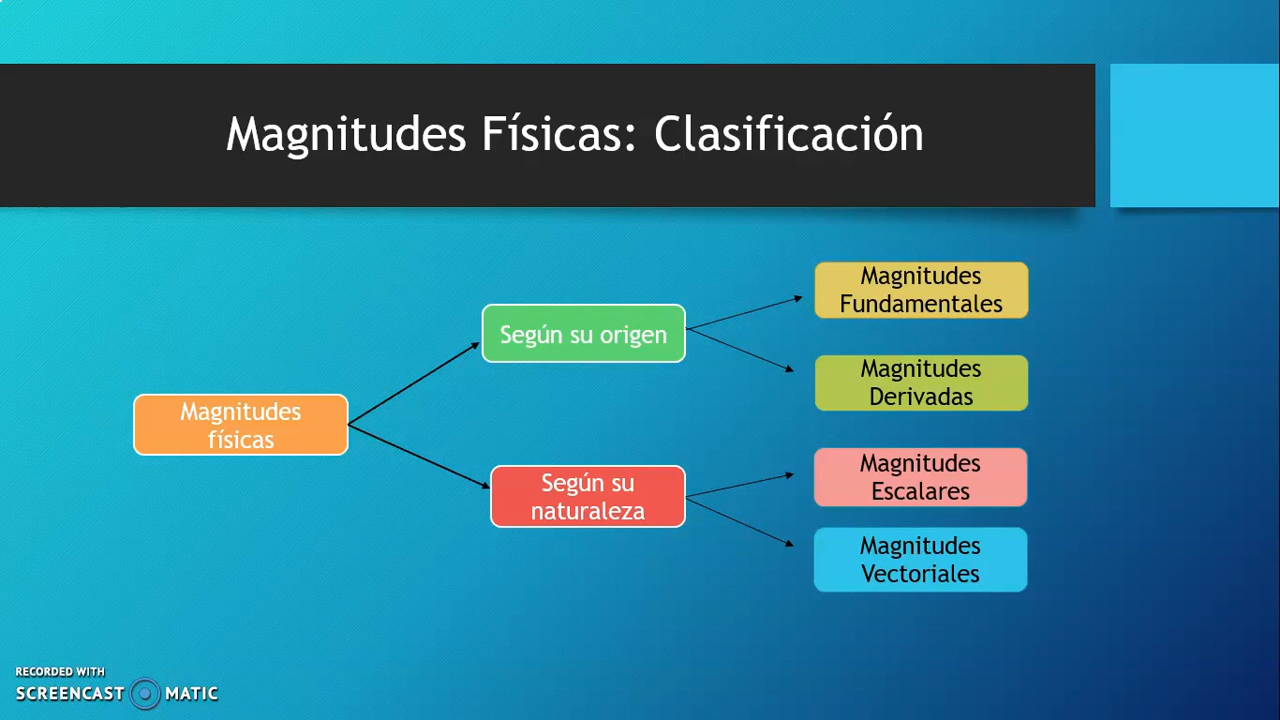 Magnitudes Físicas: Clasificación
Magnitudes
físicas
Según su origen
Magnitudes
Fundamentales
Magnitudes
Derivadas
Según su
naturaleza
Magnitudes
Escalares
Magnitudes
Vectoriales
RECORDED WITH
SCREENCAST MATIC